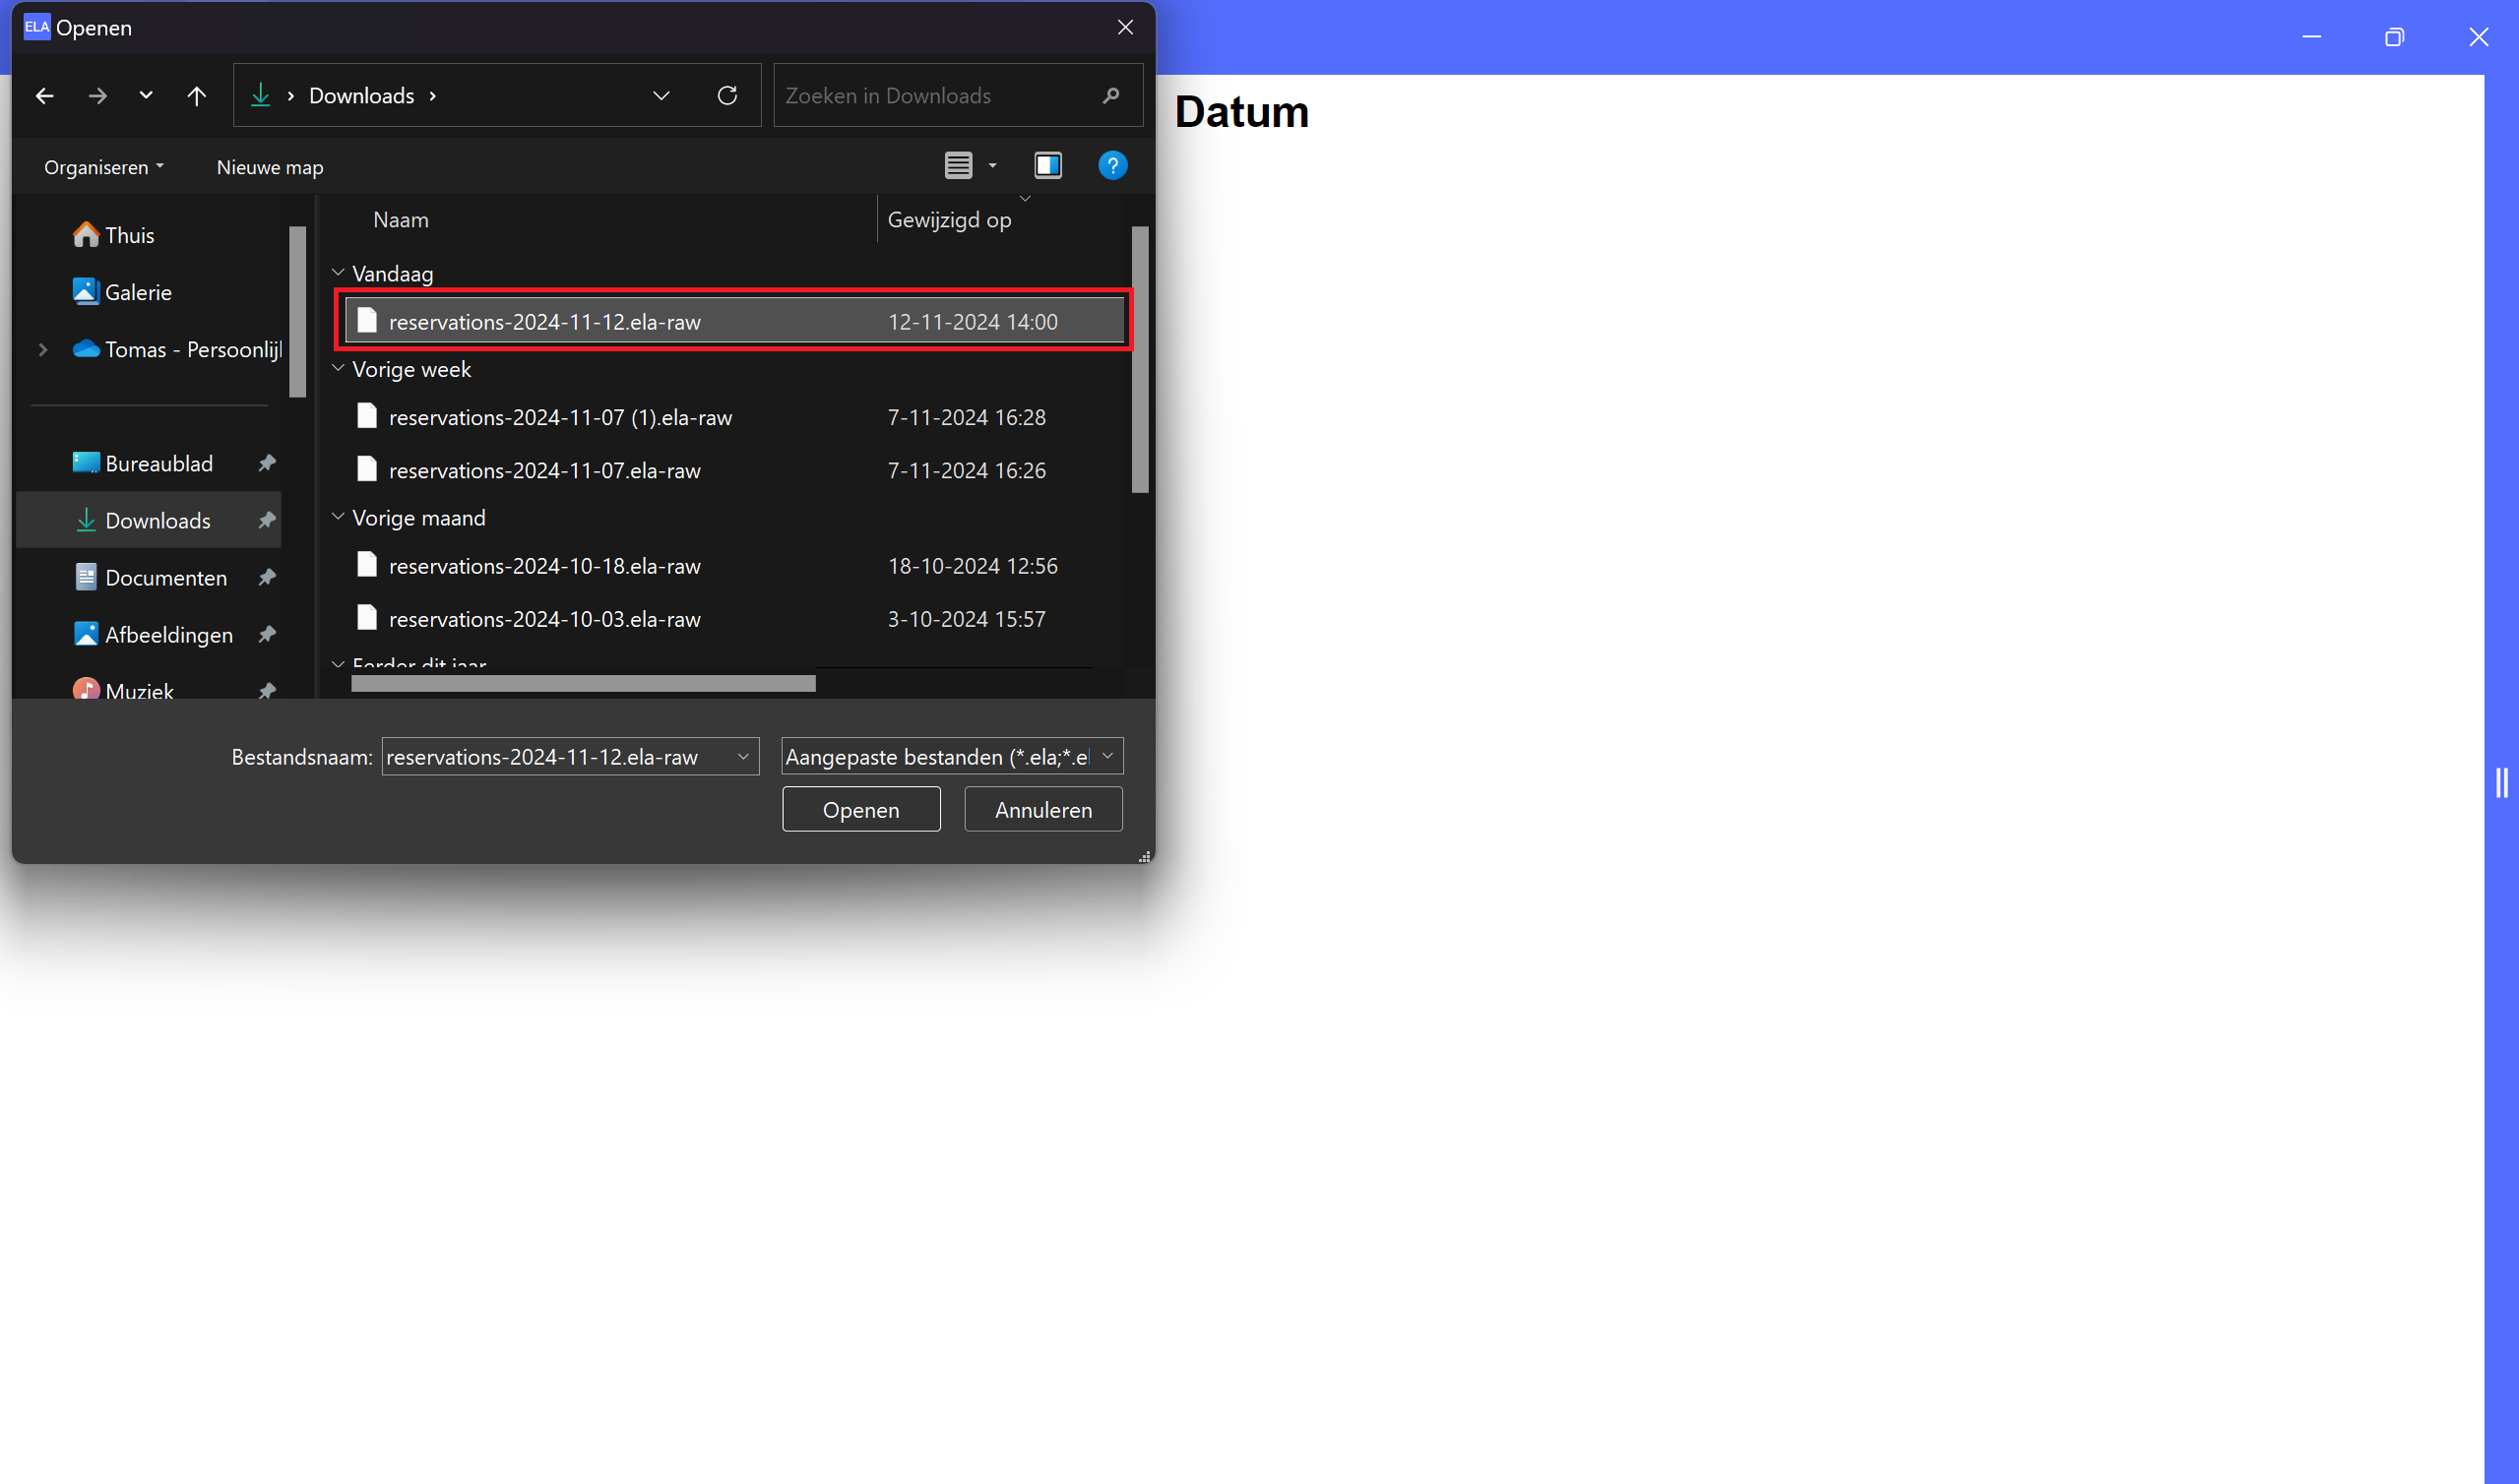 ELA Openen
Downloads
Zoeken in Downloads
Datum
Organiseren
Nieuwe map
?
Naam
Gewijzigd op
Thuis
Galerie
Tomas - Persoonlijl
Bureaublad
Downloads
Documenten
Afbeeldingen
Muziek
Vandaag
reservations-2024-11-12.ela-raw 12-11-2024 14:00
Vorige week
reservations-2024-11-07 (1).ela-raw 7-11-2024 16:28
reservations-2024-11-07.ela-raw 7-11-2024 16:26
Vorige maand
reservations-2024-10-18.ela-raw 18-10-2024 12:56
reservations-2024-10-03.ela-raw 3-10-2024 15:57
Eerder dit jaar
Bestandsnaam: reservations-2024-11-12.ela-raw
Aangepaste bestanden (*.ela;*.el
Openen
Annuleren